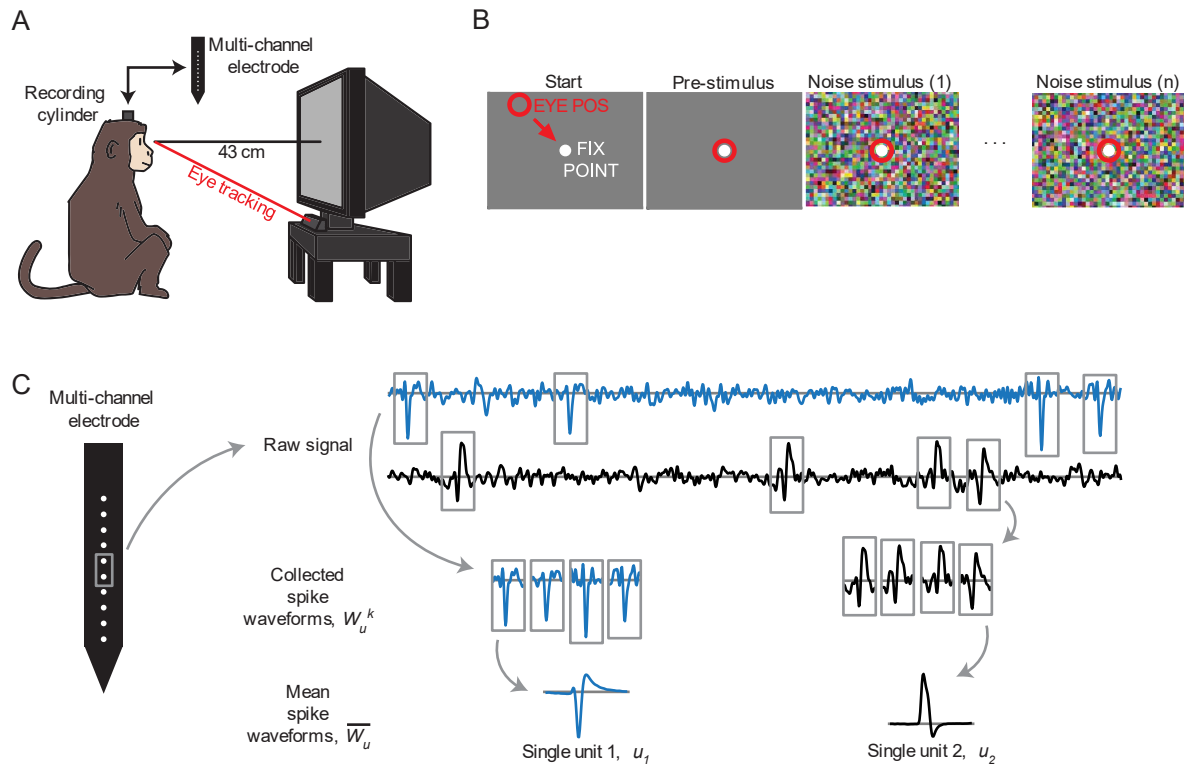 A
Multi-channel
electrode
Recording
cylinder
43 cm
Eye tracking
B
Start
Pre-stimulus
Noise stimulus (1)
Noise stimulus (n)
EYE POS
FIX
POINT
. . .
C
Multi-channel
electrode
Raw signal
Collected
spike
waveforms, W_u^k
Mean
spike
waveforms, \overline{W_u}
Single unit 1, u_1
Single unit 2, u_2